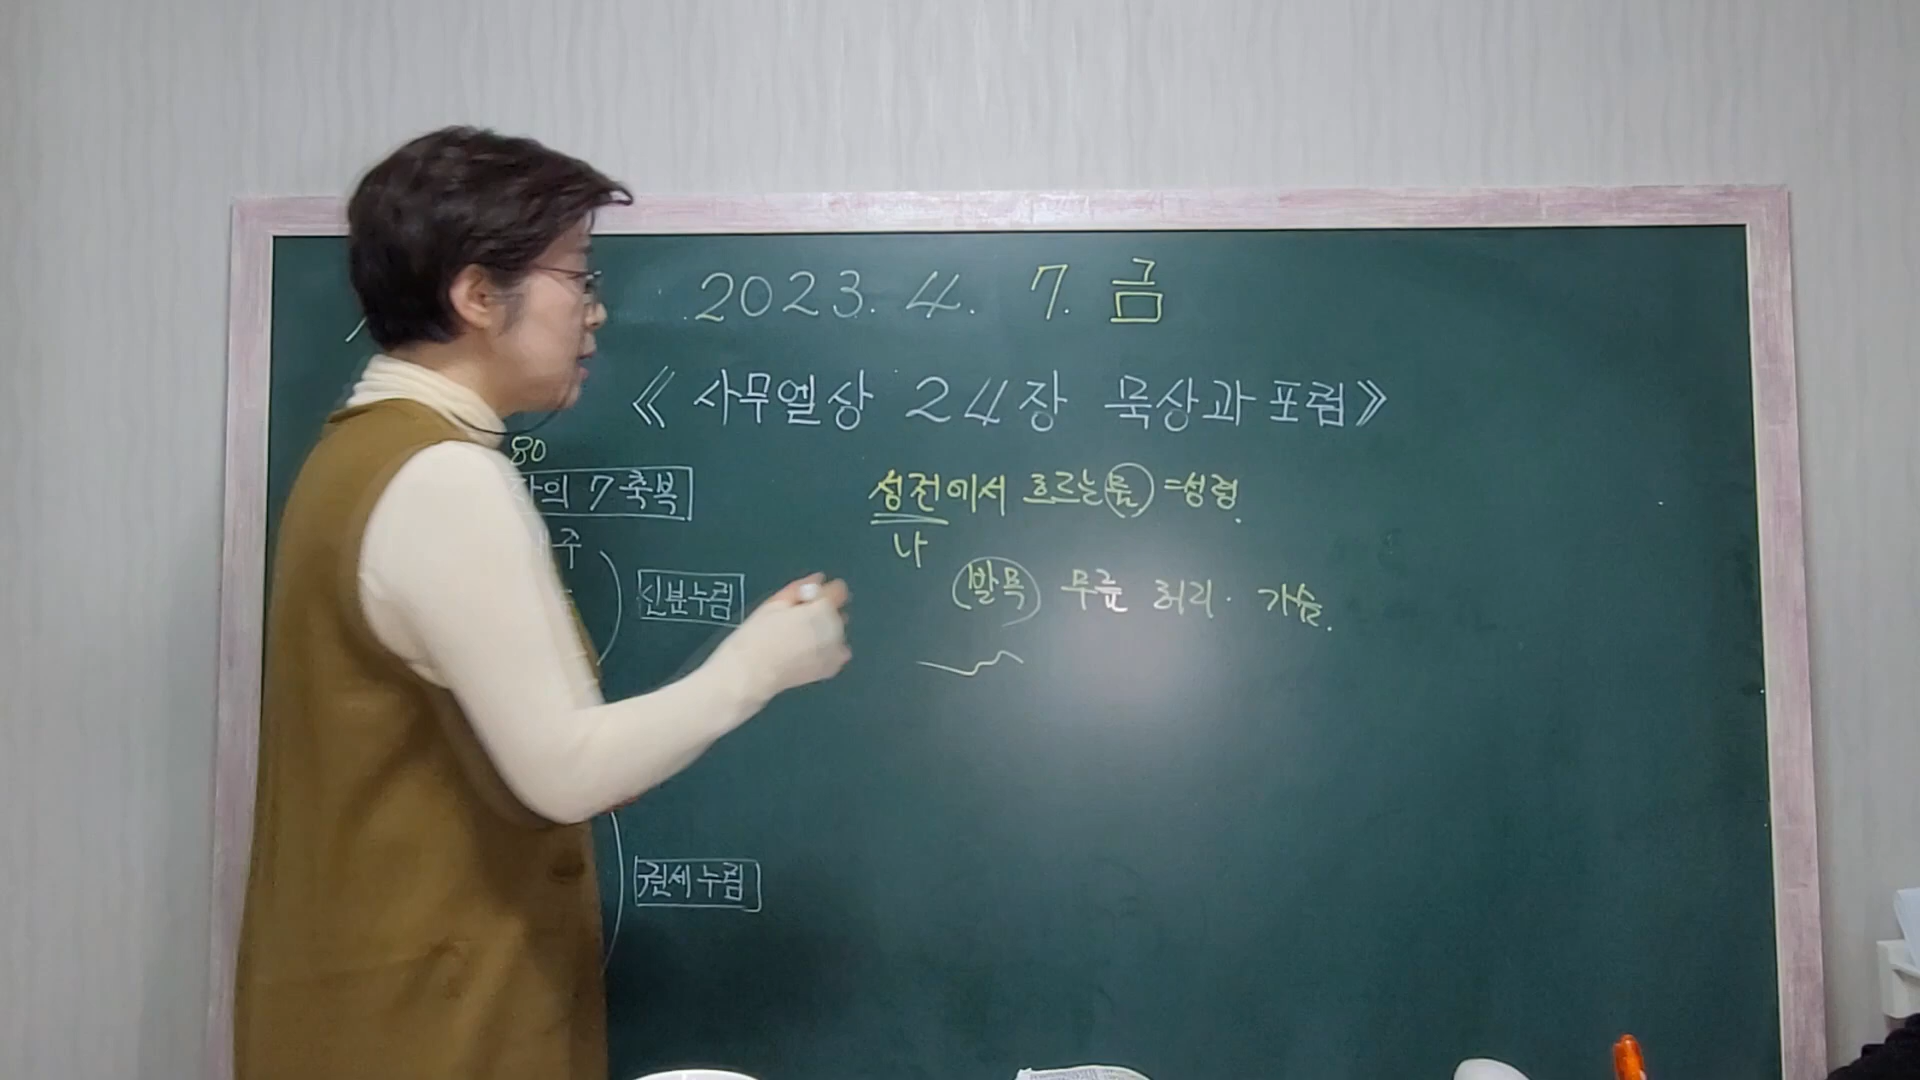 2023. 4. 7. 금
《 사무엘상 24장 묵상과 포럼 》
80
자의 7 축복
성전에서 흐르는 물 = 성령.
주
나
신분누림
발목 무릎 허리. 가슴.
권세누림